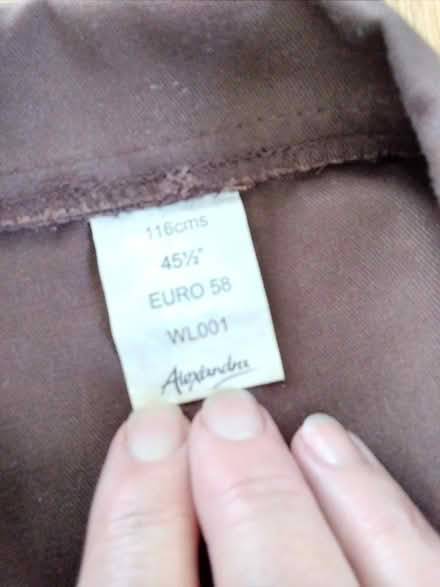 116cms
45½"
EURO 58
WL001
Alexandra